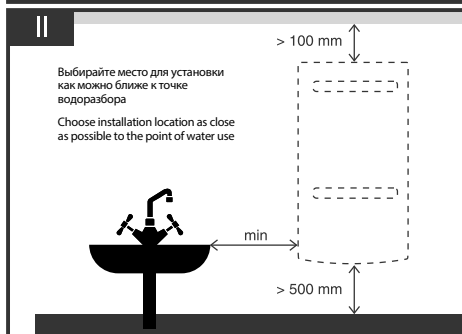 II
> 100 mm
Выбирайте место для установки
как можно ближе к точке
водоразбора
Choose installation location as close
as possible to the point of water use
min
> 500 mm